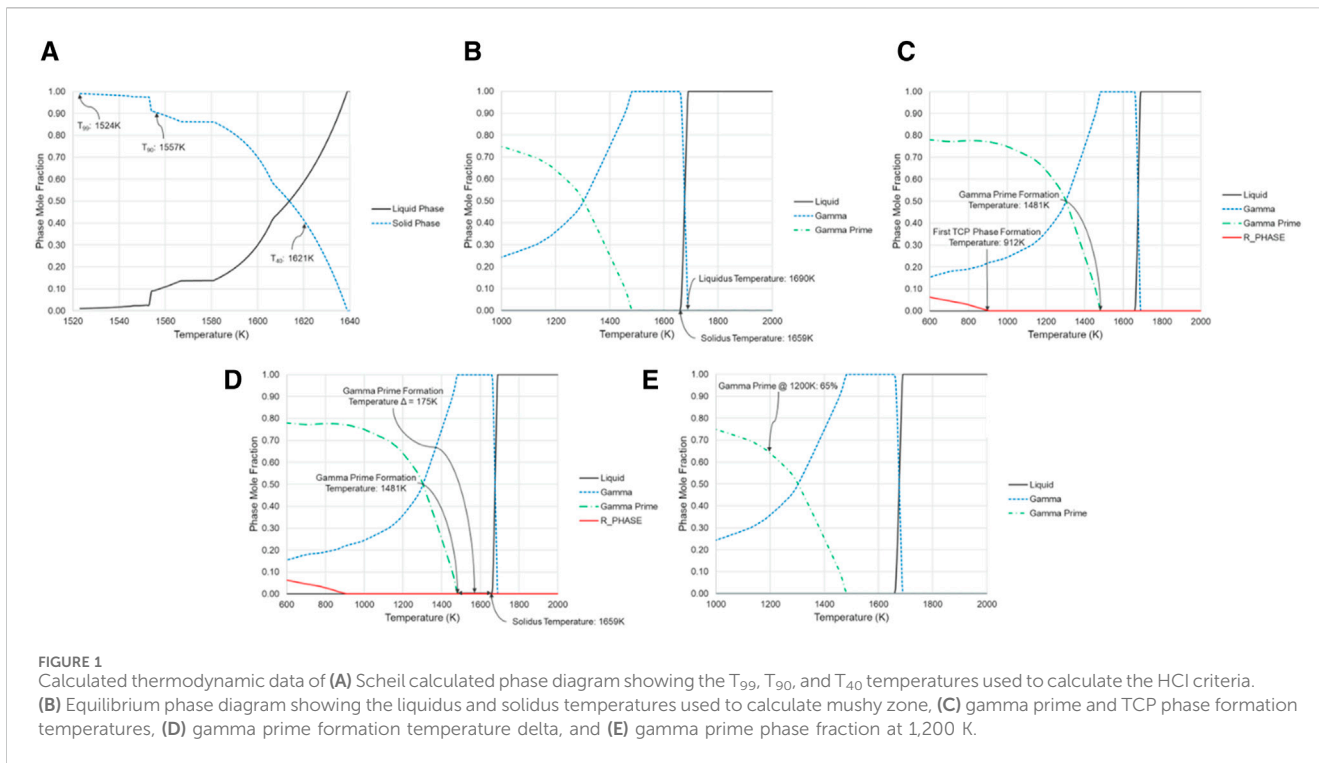 A
1.00
0.90
0.80
0.70
0.60
0.50
0.40
0.30
0.20
0.10
0.00
Phase Mole Fraction
T99: 1524K
T90: 1557K
T40: 1621K
1520 1540 1560 1580 1600 1620 1640
Temperature (K)
Liquid Phase
Solid Phase
B
1.00
0.90
0.80
0.70
0.60
0.50
0.40
0.30
0.20
0.10
0.00
Phase Mole Fraction
Liquidus Temperature: 1690K
1000 1200 1400 1600 1800 2000
Temperature (K)
Solidus Temperature: 1659K
Liquid
Gamma
Gamma Prime
C
1.00
0.90
0.80
0.70
0.60
0.50
0.40
0.30
0.20
0.10
0.00
Phase Mole Fraction
Gamma Prime Formation
Temperature: 1481K
First TCP Phase Formation
Temperature: 912K
600 800 1000 1200 1400 1600 1800 2000
Temperature (K)
Liquid
Gamma
Gamma Prime
R_PHASE
D
1.00
0.90
0.80
0.70
0.60
0.50
0.40
0.30
0.20
0.10
0.00
Phase Mole Fraction
Gamma Prime Formation
Temperature Δ = 175K
Gamma Prime Formation
Temperature: 1481K
600 800 1000 1200 1400 1600 1800 2000
Temperature (K)
Solidus Temperature: 1659K
Liquid
Gamma
Gamma Prime
R_PHASE
E
1.00
0.90
0.80
0.70
0.60
0.50
0.40
0.30
0.20
0.10
0.00
Phase Mole Fraction
Gamma Prime @ 1200K: 65%
1000 1200 1400 1600 1800 2000
Temperature (K)
Liquid
Gamma
Gamma Prime
FIGURE 1
Calculated thermodynamic data of (A) Scheil calculated phase diagram showing the T99, T90, and T40 temperatures used to calculate the HCI criteria.
(B) Equilibrium phase diagram showing the liquidus and solidus temperatures used to calculate mushy zone, (C) gamma prime and TCP phase formation
temperatures, (D) gamma prime formation temperature delta, and (E) gamma prime phase fraction at 1,200 K.